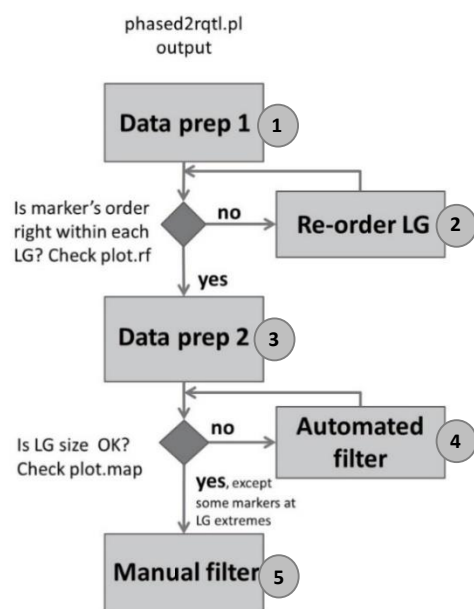 phased2rqtl.pl
output
Data prep 1
1
Is marker's order
right within each
LG? Check plot.rf
no
Re-order LG
2
yes
Data prep 2
3
Is LG size OK?
Check plot.map
no
Automated
filter
4
yes, except
some markers at
LG extremes
Manual filter
5